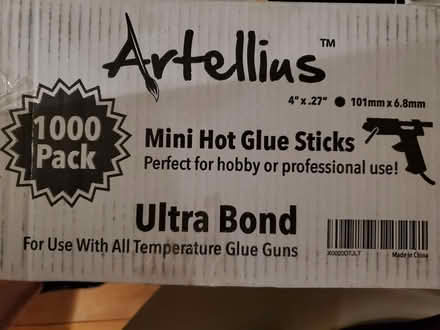 Artellius™
4" x .27" ● 101mm x 6.8mm
1000
Pack
Mini Hot Glue Sticks
Perfect for hobby or professional use!
Ultra Bond
For Use With All Temperature Glue Guns
Made in China